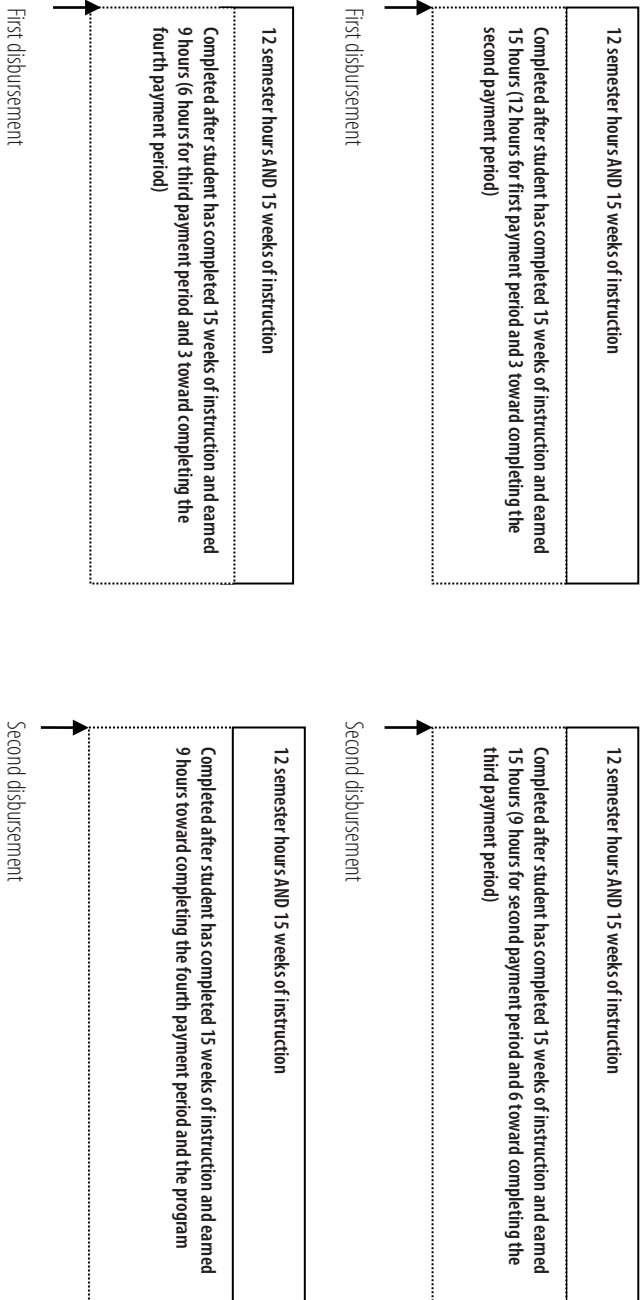 12 semester hours AND 15 weeks of instruction
Completed after student has completed 15 weeks of instruction and earned
15 hours (12 hours for first payment period and 3 toward completing the
second payment period)
First disbursement
12 semester hours AND 15 weeks of instruction
Completed after student has completed 15 weeks of instruction and earned
15 hours (9 hours for second payment period and 6 toward completing the
third payment period)
Second disbursement
12 semester hours AND 15 weeks of instruction
Completed after student has completed 15 weeks of instruction and earned
9 hours (6 hours for third payment period and 3 toward completing the
fourth payment period)
First disbursement
12 semester hours AND 15 weeks of instruction
Completed after student has completed 15 weeks of instruction and earned
9 hours toward completing the fourth payment period and the program
Second disbursement